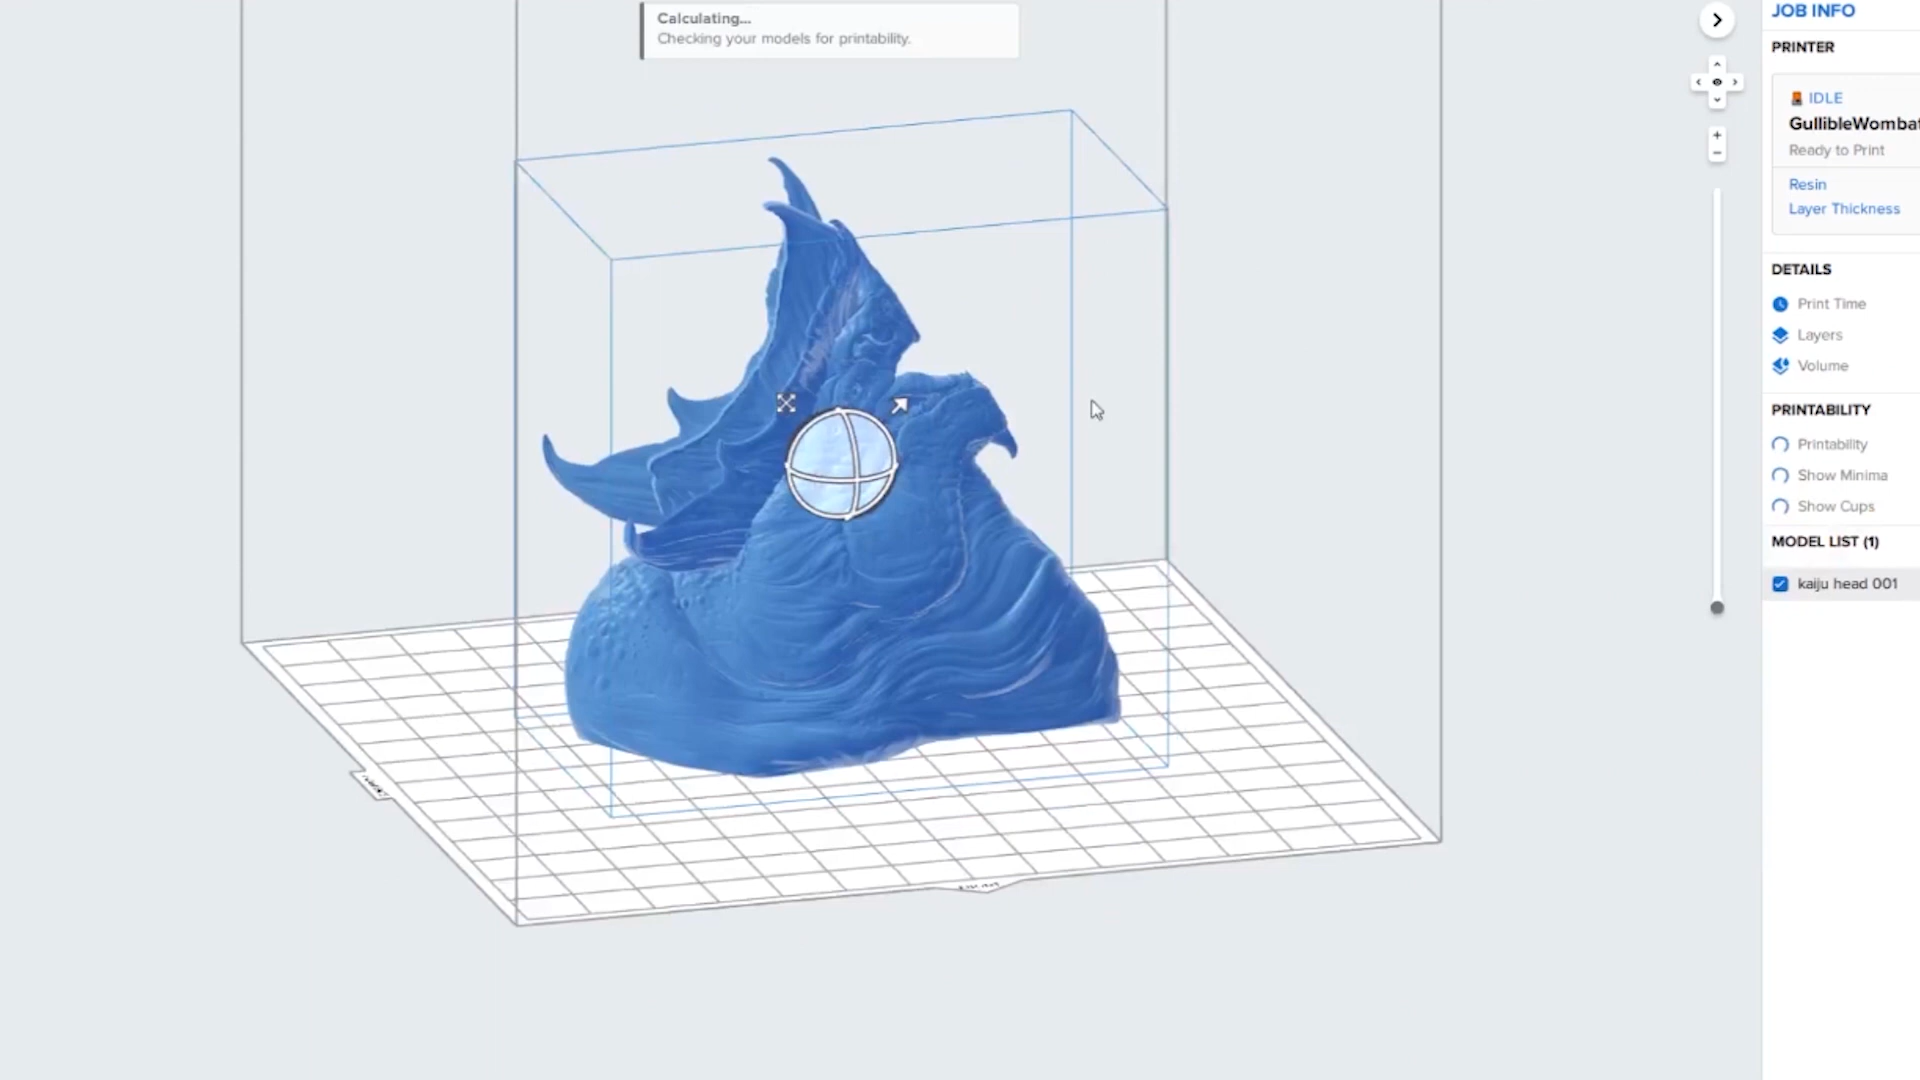 Calculating...
Checking your models for printability.
JOB INFO
PRINTER
IDLE
GullibleWombat
Ready to Print
Resin
Layer Thickness
DETAILS
Print Time
Layers
Volume
PRINTABILITY
Printability
Show Minima
Show Cups
MODEL LIST (1)
kaiju head 001